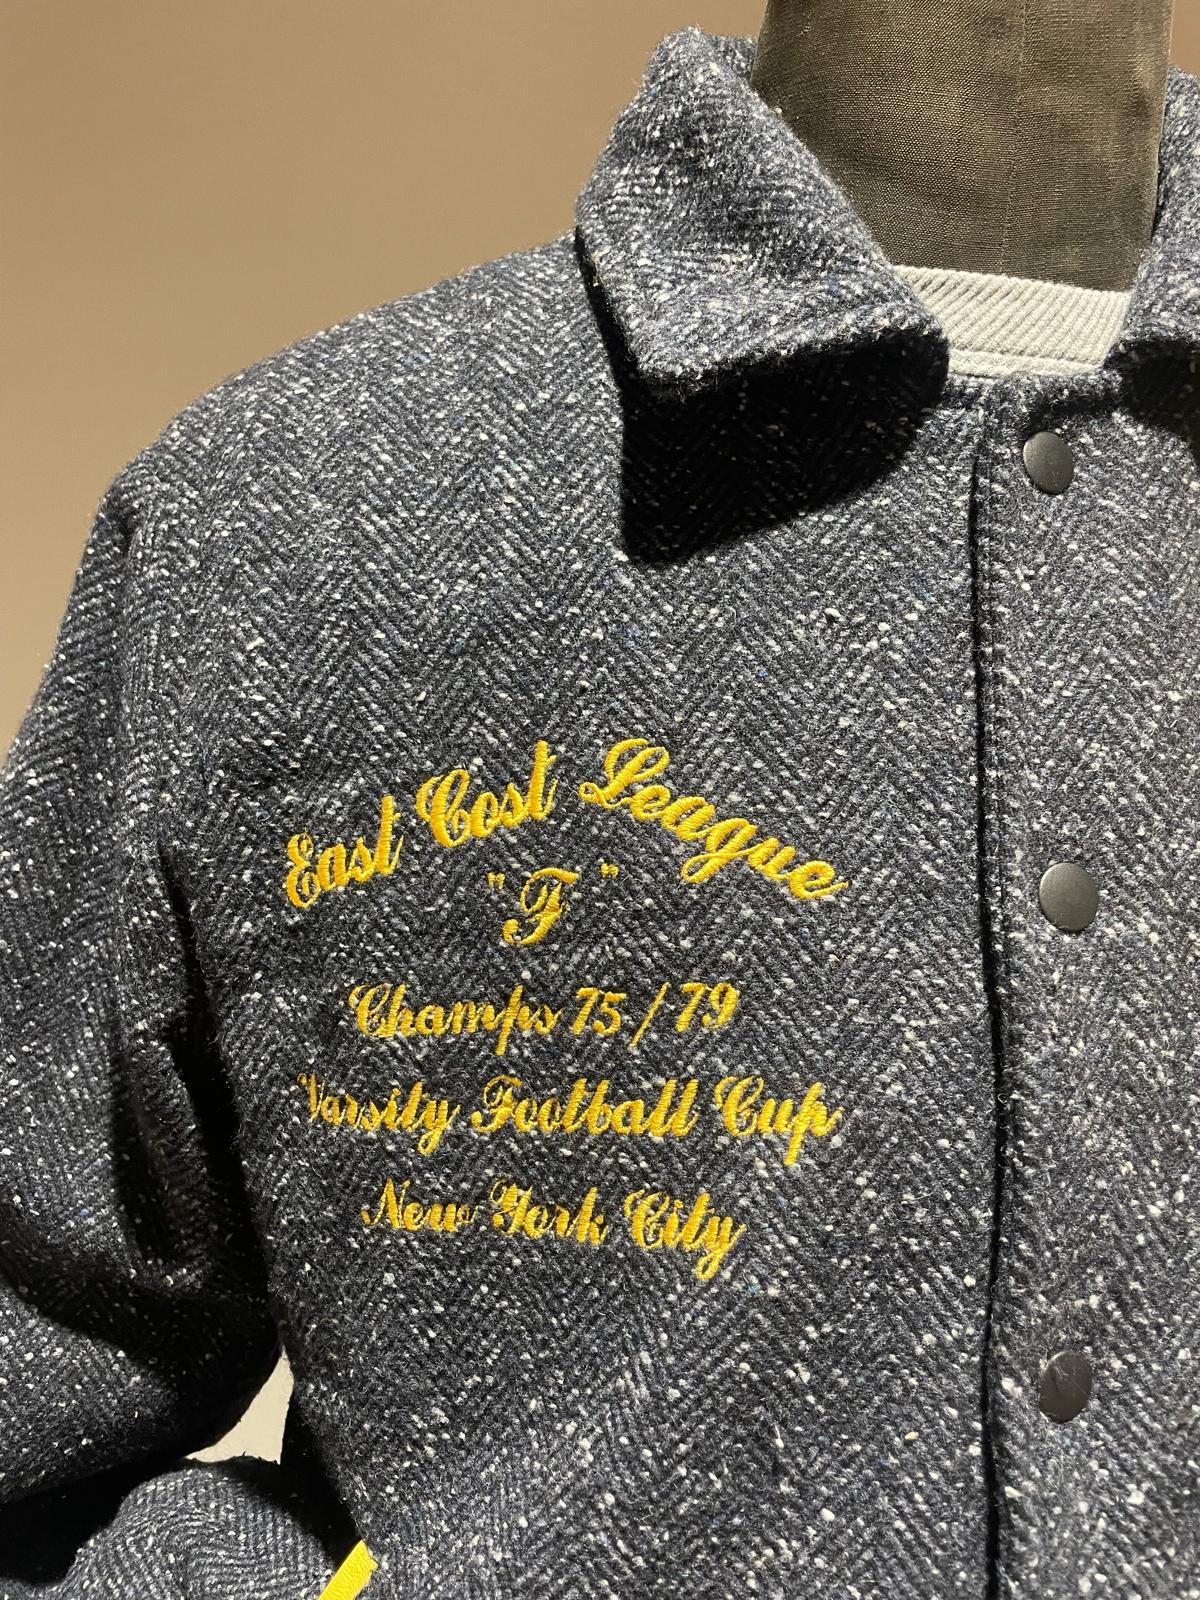 East Cost League
"F"
Champs 75/79
Varsity Football Cup
New York City